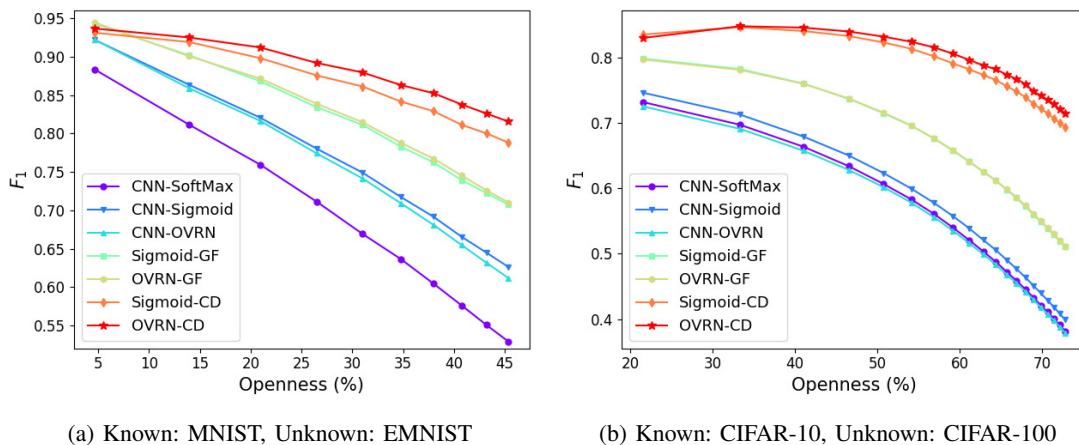 0.95
0.90
0.85
0.80
0.75
0.70
0.65
0.60
0.55
F1
CNN-SoftMax
CNN-Sigmoid
CNN-OVRN
Sigmoid-GF
OVRN-GF
Sigmoid-CD
OVRN-CD
5 10 15 20 25 30 35 40 45
Openness (%)
(a) Known: MNIST, Unknown: EMNIST
0.8
0.7
0.6
0.5
0.4
F1
CNN-SoftMax
CNN-Sigmoid
CNN-OVRN
Sigmoid-GF
OVRN-GF
Sigmoid-CD
OVRN-CD
20 30 40 50 60 70
Openness (%)
(b) Known: CIFAR-10, Unknown: CIFAR-100